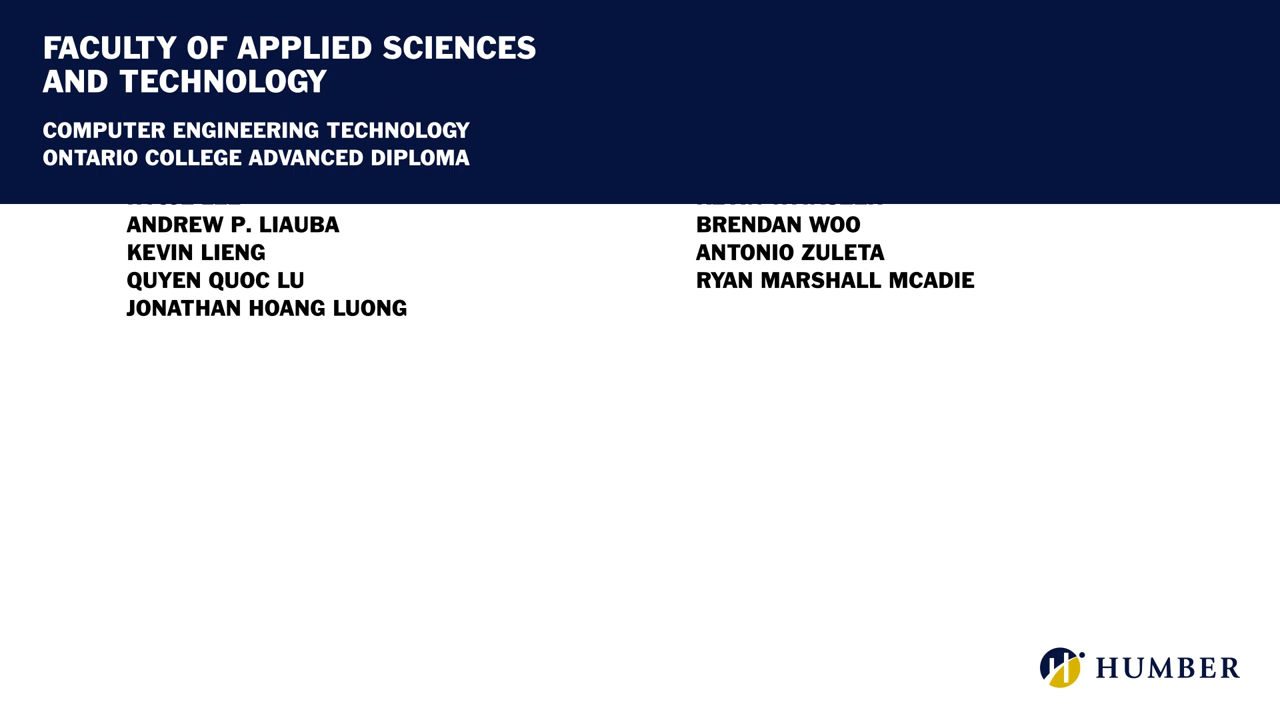 FACULTY OF APPLIED SCIENCES
AND TECHNOLOGY
COMPUTER ENGINEERING TECHNOLOGY
ONTARIO COLLEGE ADVANCED DIPLOMA
ANDREW P. LIAUBA
KEVIN LIENG
QUYEN QUOC LU
JONATHAN HOANG LUONG
BRENDAN WOO
ANTONIO ZULETA
RYAN MARSHALL MCADIE
HUMBER